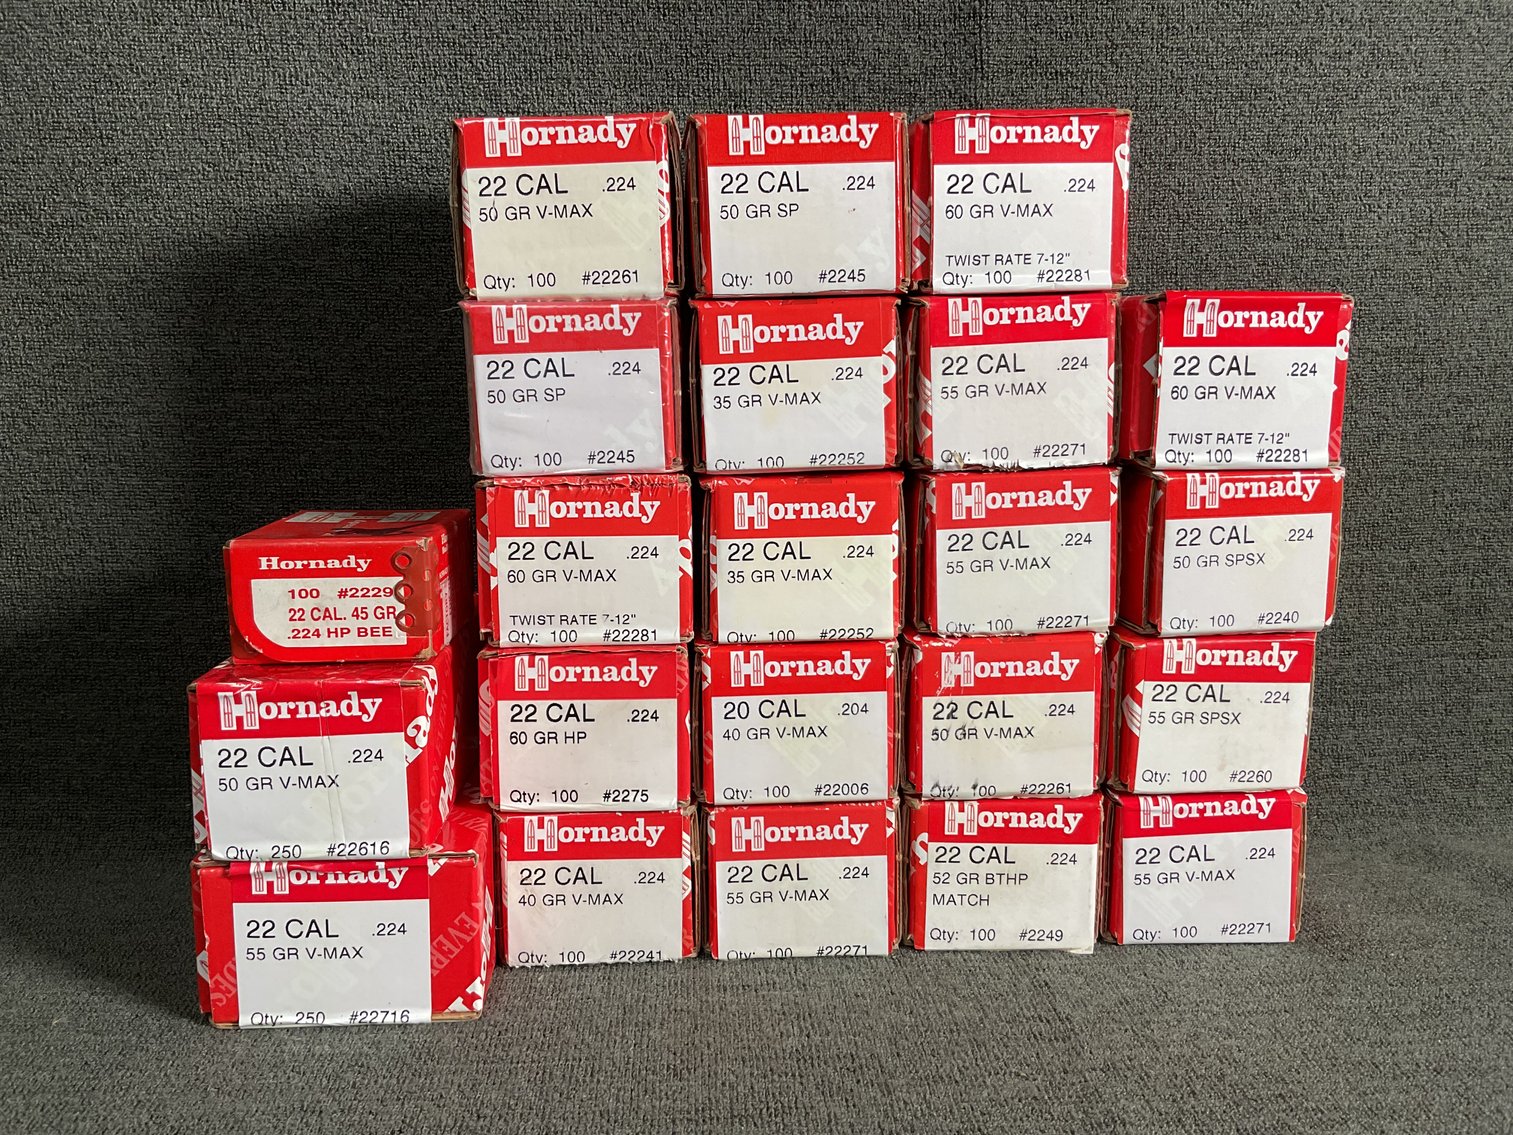 Hornady
22 CAL .224
50 GR V-MAX
Qty: 100 #22261
Hornady
22 CAL .224
50 GR SP
Qty: 100 #2245
Hornady
22 CAL .224
60 GR V-MAX
TWIST RATE 7-12"
Qty: 100 #22281
Hornady
22 CAL .224
50 GR SP
Qty: 100 #2245
Hornady
22 CAL .224
35 GR V-MAX
Qty: 100 #22252
Hornady
22 CAL .224
55 GR V-MAX
Qty: 100 #22271
Hornady
22 CAL .224
60 GR V-MAX
TWIST RATE 7-12"
Qty: 100 #22281
Hornady
22 CAL .224
60 GR V-MAX
TWIST RATE 7-12"
Qty: 100 #22281
Hornady
22 CAL .224
35 GR V-MAX
Qty: 100 #22252
Hornady
22 CAL .224
55 GR V-MAX
Qty: 100 #22271
Hornady
22 CAL .224
50 GR SPSX
Qty: 100 #2240
Hornady
100 #2229
22 CAL. 45 GR
.224 HP BEE
Hornady
22 CAL .224
60 GR HP
Qty: 100 #2275
Hornady
20 CAL .204
40 GR V-MAX
Qty: 100 #22006
Hornady
22 CAL .224
50 GR V-MAX
Qty: 100 #22261
Hornady
22 CAL .224
55 GR SPSX
Qty: 100 #2260
Hornady
22 CAL .224
50 GR V-MAX
Qty: 250 #22616
Hornady
22 CAL .224
40 GR V-MAX
Qty: 100 #22241
Hornady
22 CAL .224
55 GR V-MAX
Qty: 100 #22271
Hornady
22 CAL .224
52 GR BTHP
MATCH
Qty: 100 #2249
Hornady
22 CAL .224
55 GR V-MAX
Qty: 100 #22271
Hornady
22 CAL .224
55 GR V-MAX
Qty: 250 #22716